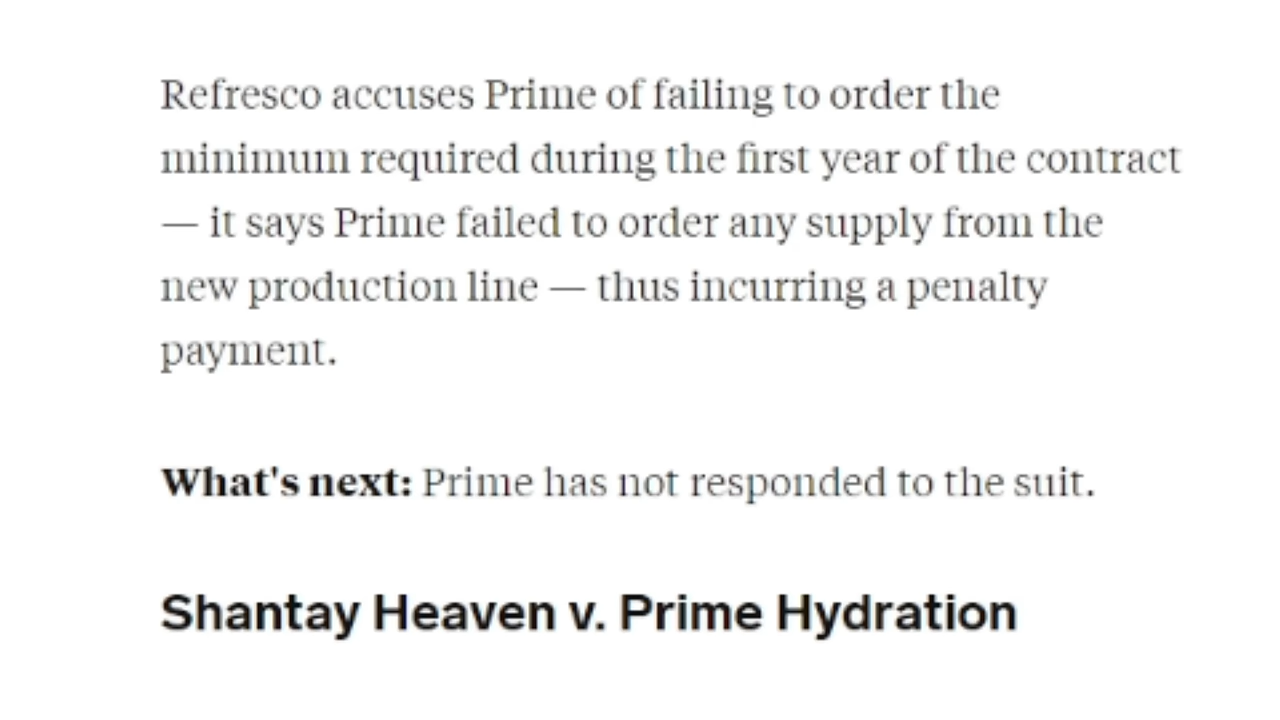 Refresco accuses Prime of failing to order the
minimum required during the first year of the contract
— it says Prime failed to order any supply from the
new production line — thus incurring a penalty
payment.
What's next: Prime has not responded to the suit.
Shantay Heaven v. Prime Hydration